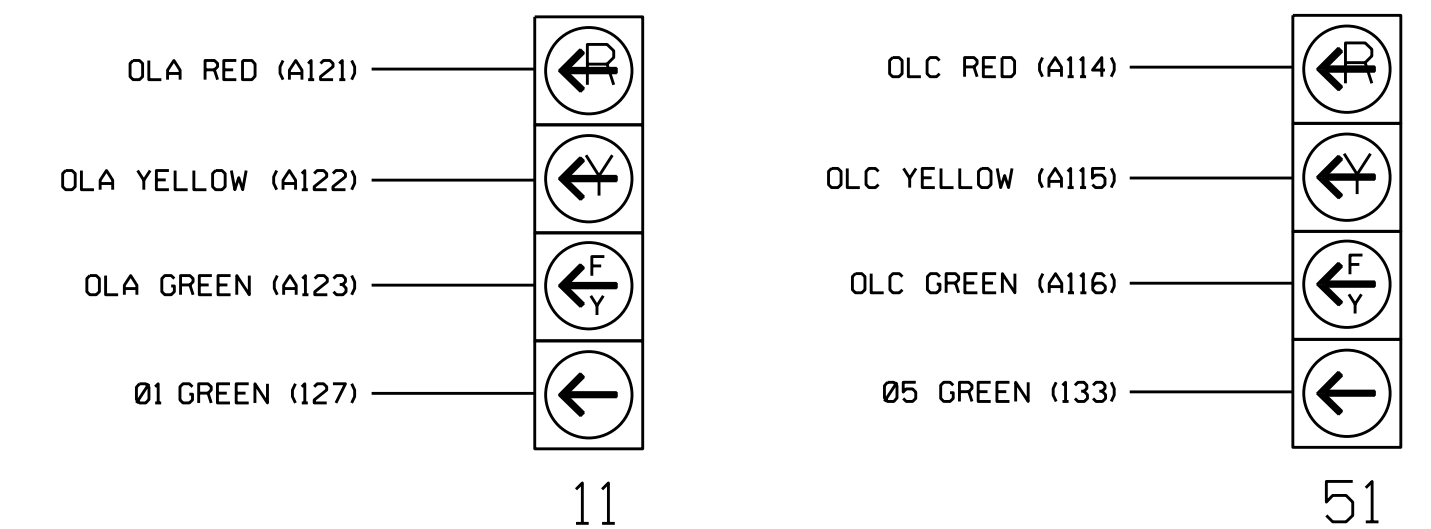 OLA RED (A121)
R
OLA YELLOW (A122)
Y
OLA GREEN (A123)
F
Y
Ø1 GREEN (127)
11
OLC RED (A114)
R
OLC YELLOW (A115)
Y
OLC GREEN (A116)
F
Y
Ø5 GREEN (133)
51